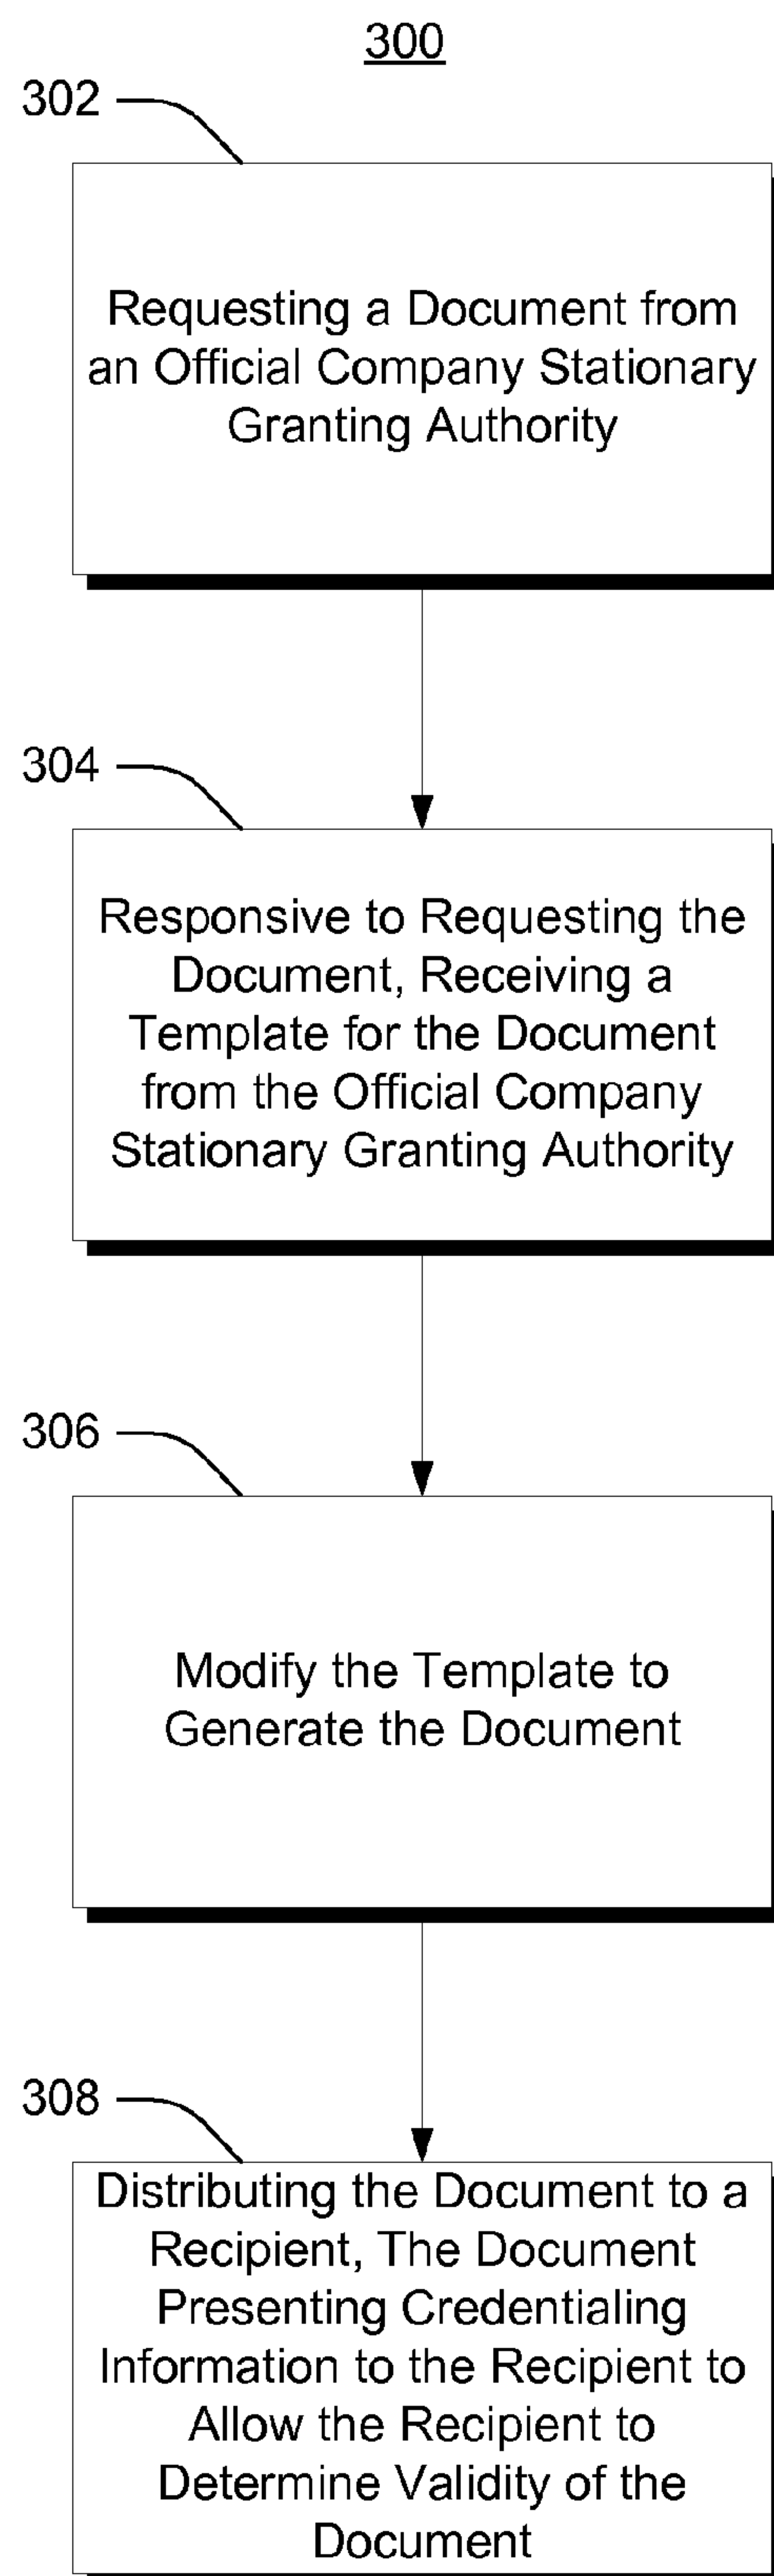 300
302
Requesting a Document from
an Official Company Stationary
Granting Authority
304
Responsive to Requesting the
Document, Receiving a
Template for the Document
from the Official Company
Stationary Granting Authority
306
Modify the Template to
Generate the Document
308
Distributing the Document to a
Recipient, The Document
Presenting Credentialing
Information to the Recipient to
Allow the Recipient to
Determine Validity of the
Document